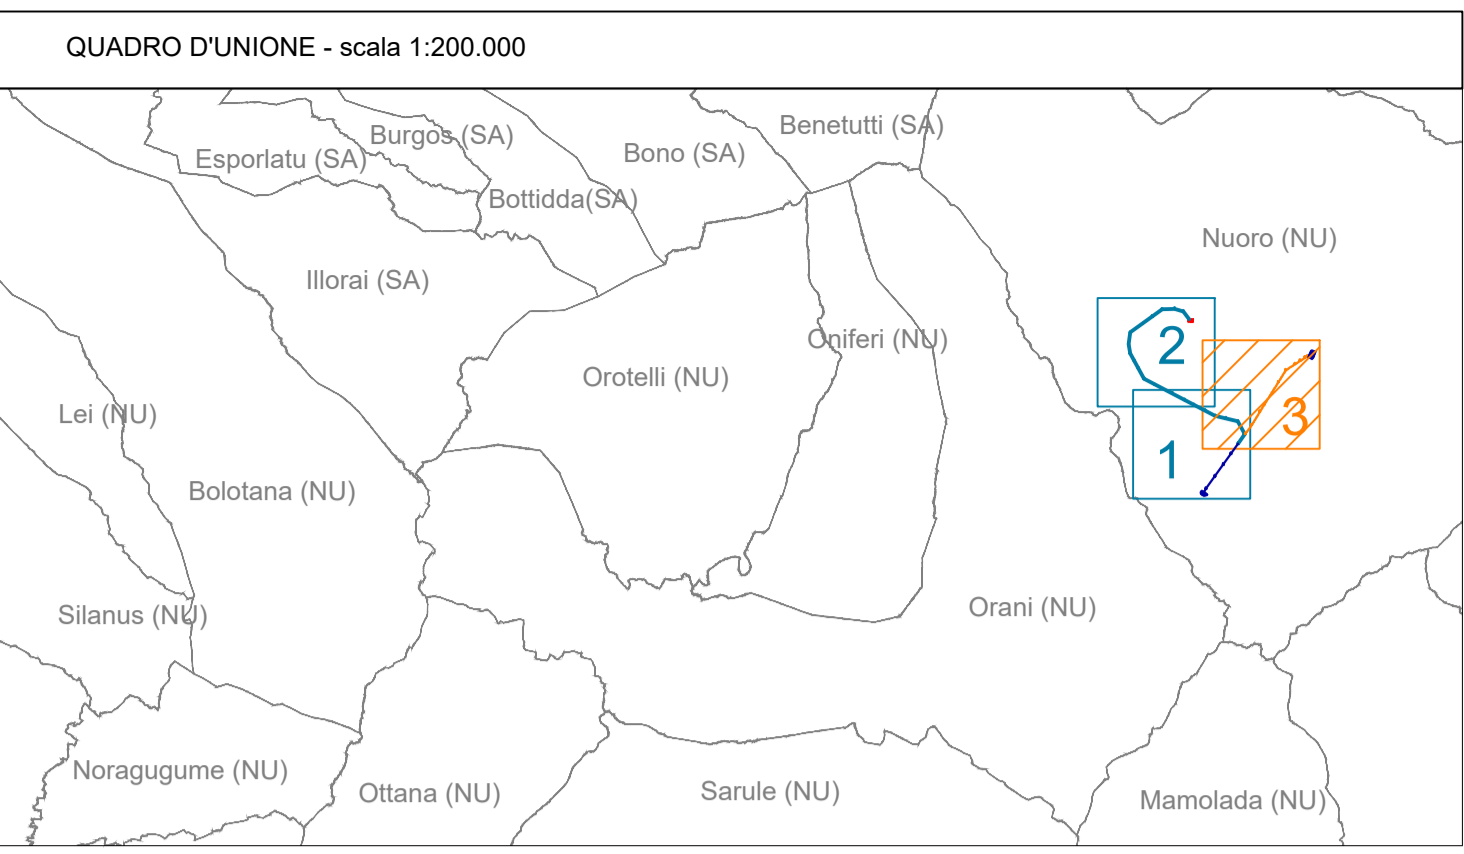 QUADRO D'UNIONE - scala 1:200.000
Benetutti (SA)
Burgos (SA)
Bono (SA)
Esporlatu (SA)
Bottidda(SA)
Nuoro (NU)
Illorai (SA)
Oniferi (NU)
2
Orotelli (NU)
Lei (NU)
3
1
Bolotana (NU)
Orani (NU)
Silanus (NU)
Noragugume (NU)
Ottana (NU)
Sarule (NU)
Mamolada (NU)